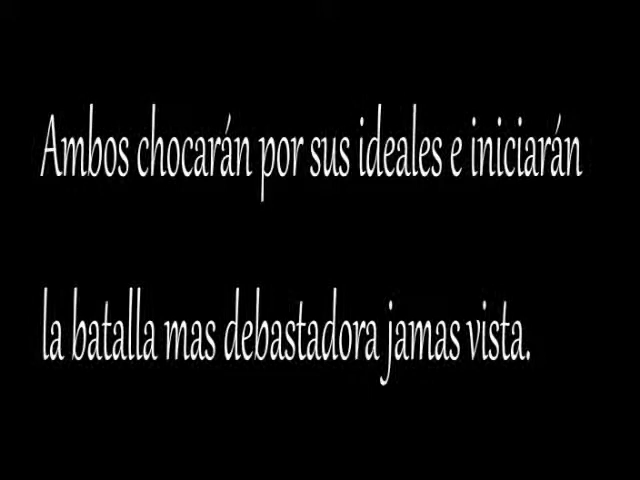 Ambos chocarán por sus ideales e iniciarán
la batalla mas debastadora jamas vista.